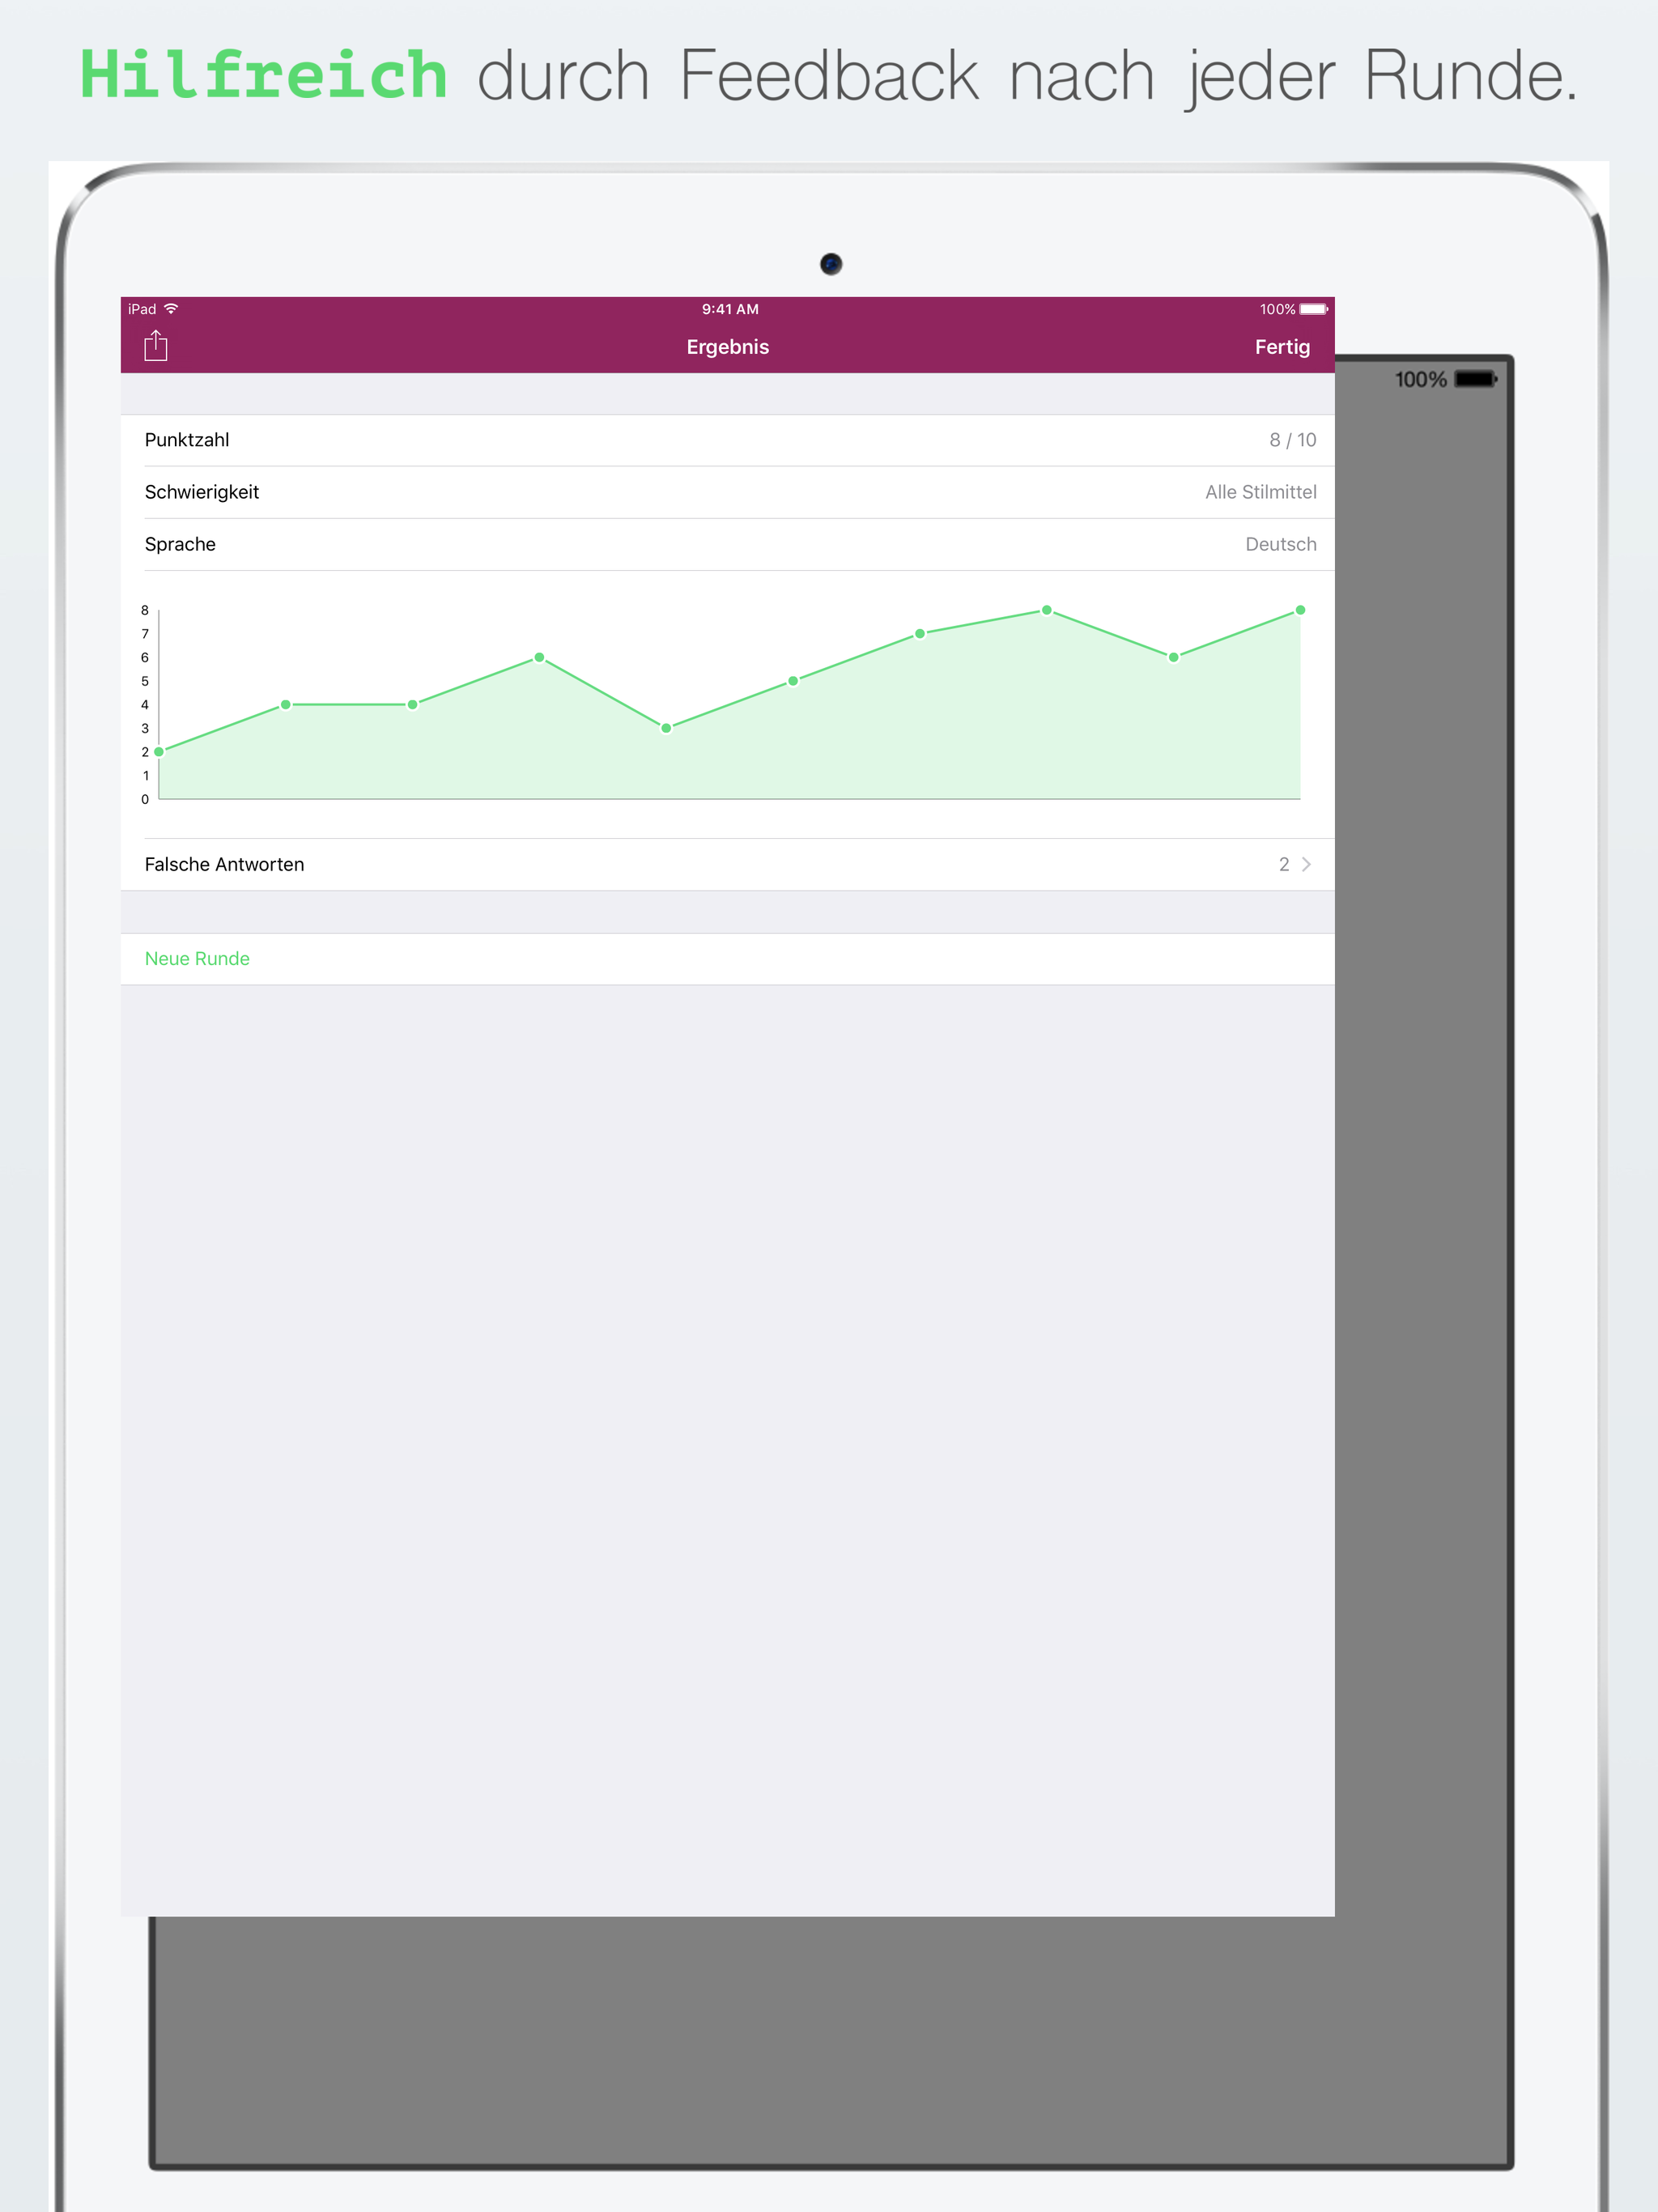 Hilfreich durch Feedback nach jeder Runde.
iPad 9:41 AM 100%
Ergebnis Fertig
100%
Punktzahl 8 / 10
Schwierigkeit Alle Stilmittel
Sprache Deutsch
8
7
6
5
4
3
2
1
0
Falsche Antworten 2
Neue Runde